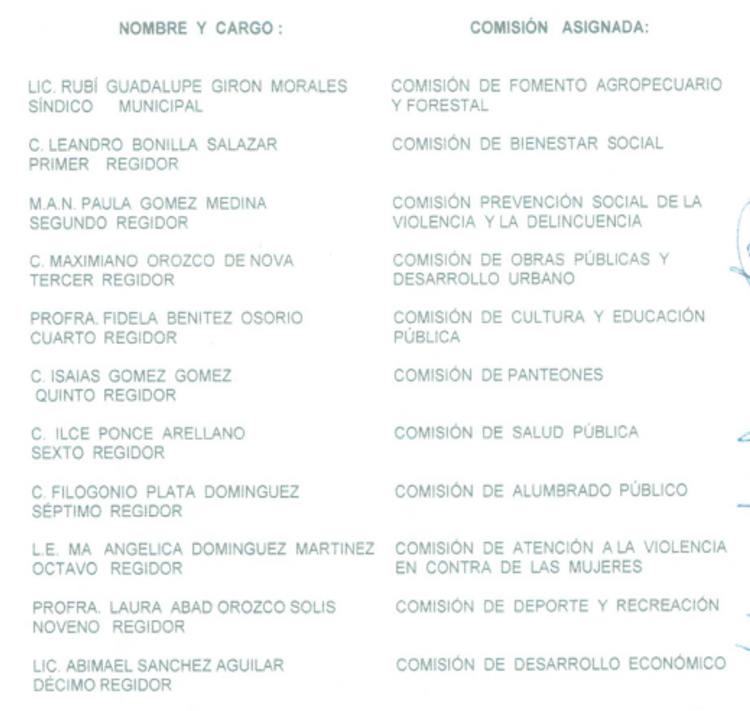 NOMBRE Y CARGO :
COMISIÓN ASIGNADA:
LIC. RUBÍ GUADALUPE GIRON MORALES
SÍNDICO MUNICIPAL
COMISIÓN DE FOMENTO AGROPECUARIO
Y FORESTAL
C. LEANDRO BONILLA SALAZAR
PRIMER REGIDOR
COMISIÓN DE BIENESTAR SOCIAL
M.A.N. PAULA GOMEZ MEDINA
SEGUNDO REGIDOR
COMISIÓN PREVENCIÓN SOCIAL DE LA
VIOLENCIA Y LA DELINCUENCIA
C. MAXIMIANO OROZCO DE NOVA
TERCER REGIDOR
COMISIÓN DE OBRAS PÚBLICAS Y
DESARROLLO URBANO
PROFRA. FIDELA BENITEZ OSORIO
CUARTO REGIDOR
COMISIÓN DE CULTURA Y EDUCACIÓN
PÚBLICA
C. ISAIAS GOMEZ GOMEZ
QUINTO REGIDOR
COMISIÓN DE PANTEONES
C. ILCE PONCE ARELLANO
SEXTO REGIDOR
COMISIÓN DE SALUD PÚBLICA
C. FILOGONIO PLATA DOMINGUEZ
SÉPTIMO REGIDOR
COMISIÓN DE ALUMBRADO PÚBLICO
L.E. MA ANGELICA DOMINGUEZ MARTINEZ
OCTAVO REGIDOR
COMISIÓN DE ATENCIÓN A LA VIOLENCIA
EN CONTRA DE LAS MUJERES
PROFRA. LAURA ABAD OROZCO SOLIS
NOVENO REGIDOR
COMISIÓN DE DEPORTE Y RECREACIÓN
LIC. ABIMAEL SANCHEZ AGUILAR
DÉCIMO REGIDOR
COMISIÓN DE DESARROLLO ECONÓMICO